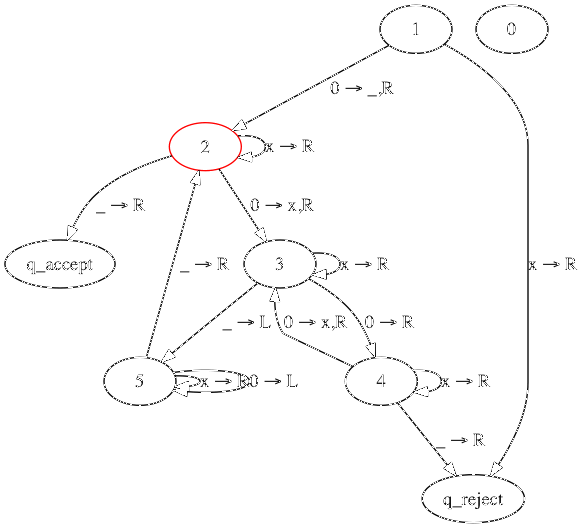 1
0
0 → _,R
2
x → R
_ → R
0 → x,R
x → R
q_accept
3
x → R
_ → R
_ → L
0 → x,R
0 → R
5
0 → L
4
x → R
_ → R
q_reject